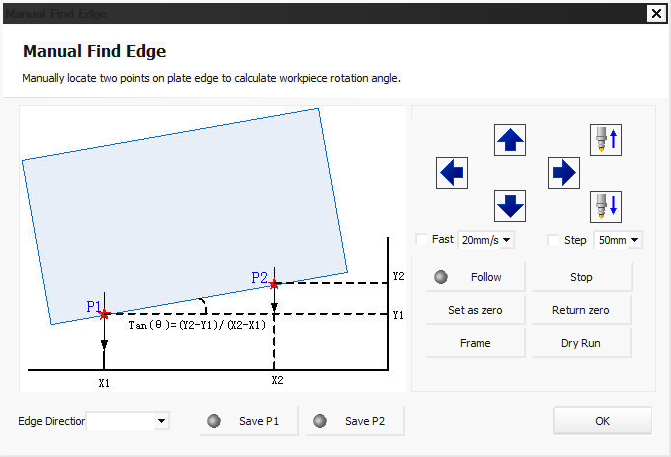 Manual Find Edge
Manual Find Edge
Manually locate two points on plate edge to calculate workpiece rotation angle.
P1
P2
Y2
Y1
Tan(θ)=(Y2-Y1)/(X2-X1)
X1
X2
Fast
20mm/s
Step
50mm
Follow
Stop
Set as zero
Return zero
Frame
Dry Run
Edge Direction
Save P1
Save P2
OK